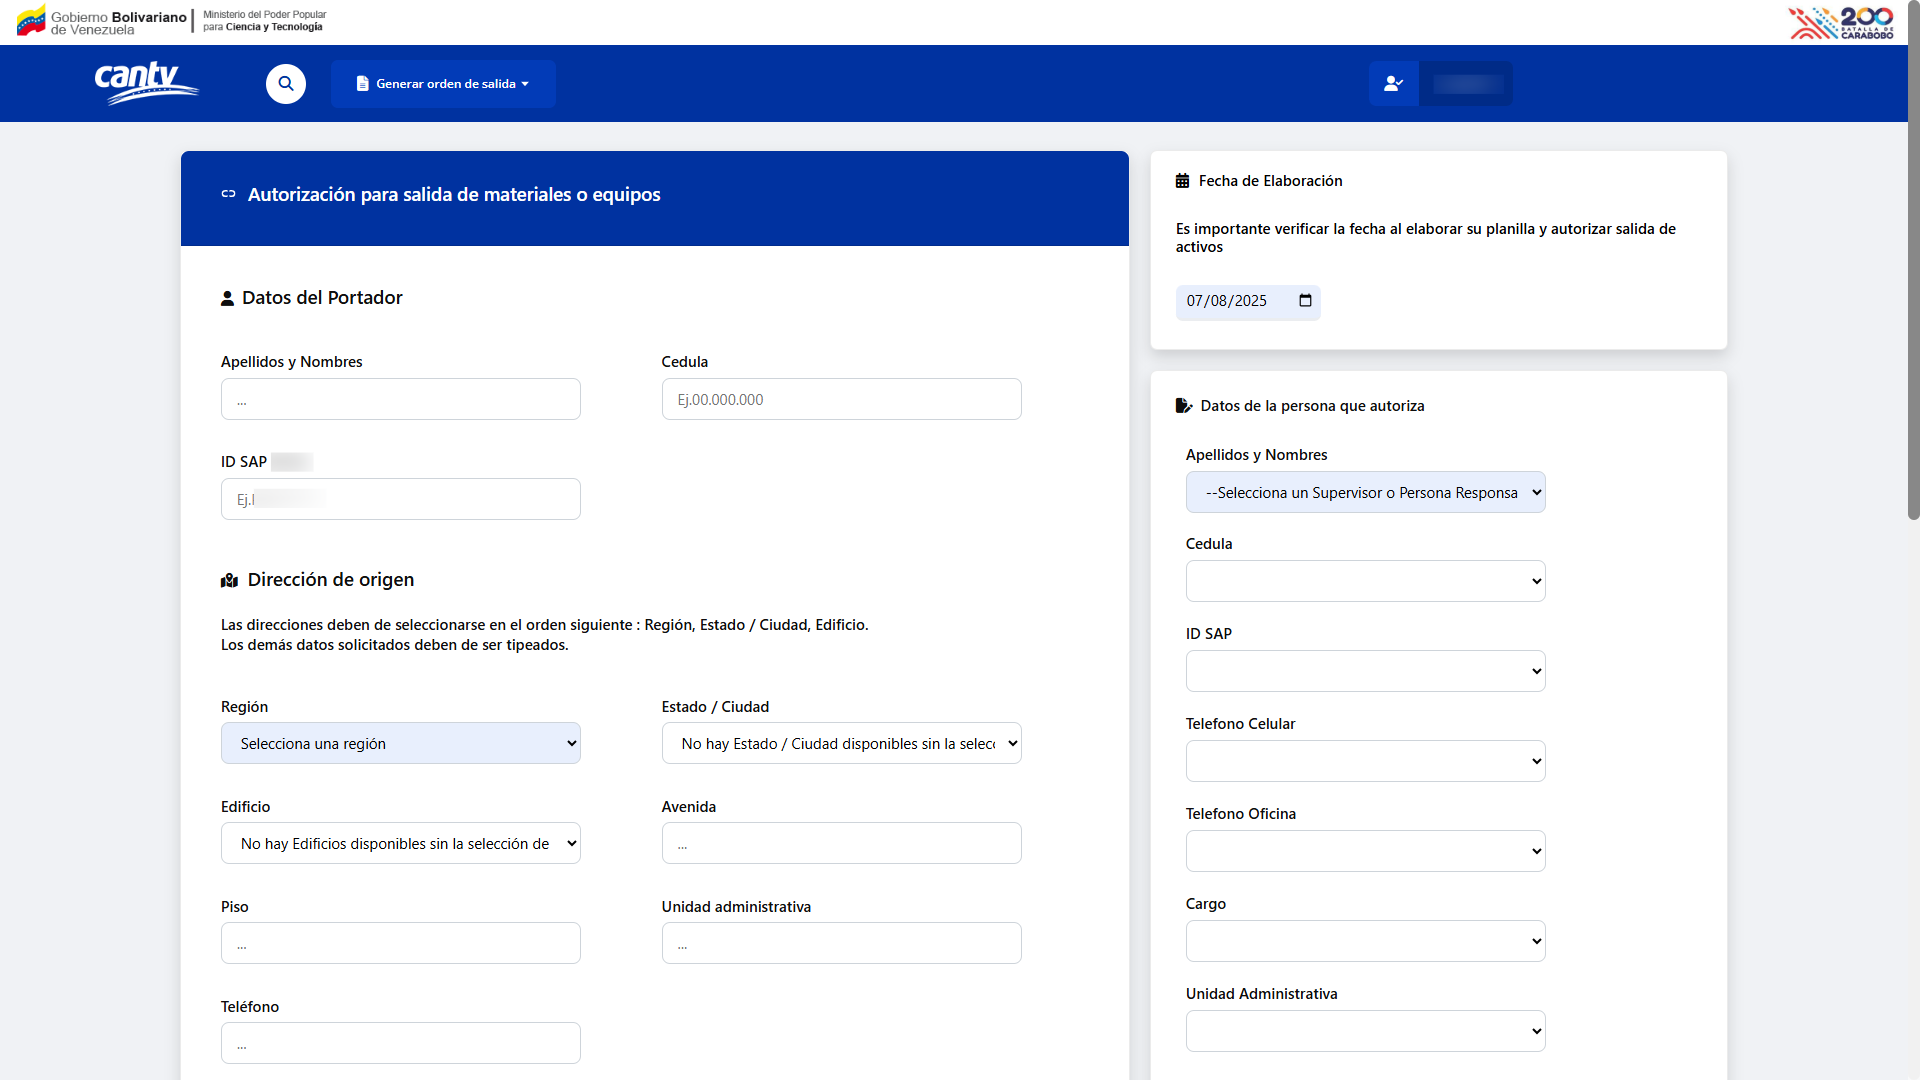 Gobierno Bolivariano
de Venezuela
Ministerio del Poder Popular
para Ciencia y Tecnología
200
BATALLA DE
CARABOBO
cantv
Generar orden de salida
Autorización para salida de materiales o equipos
Datos del Portador
Apellidos y Nombres
Cedula
...
Ej.00.000.000
ID SAP
Ej.
Dirección de origen
Las direcciones deben de seleccionarse en el orden siguiente : Región, Estado / Ciudad, Edificio.
Los demás datos solicitados deben de ser tipeados.
Región
Estado / Ciudad
Selecciona una región
No hay Estado / Ciudad disponibles sin la selecc
Edificio
Avenida
No hay Edificios disponibles sin la selección de
...
Piso
Unidad administrativa
...
...
Teléfono
...
Fecha de Elaboración
Es importante verificar la fecha al elaborar su planilla y autorizar salida de
activos
07/08/2025
Datos de la persona que autoriza
Apellidos y Nombres
--Selecciona un Supervisor o Persona Responsa
Cedula
ID SAP
Telefono Celular
Telefono Oficina
Cargo
Unidad Administrativa